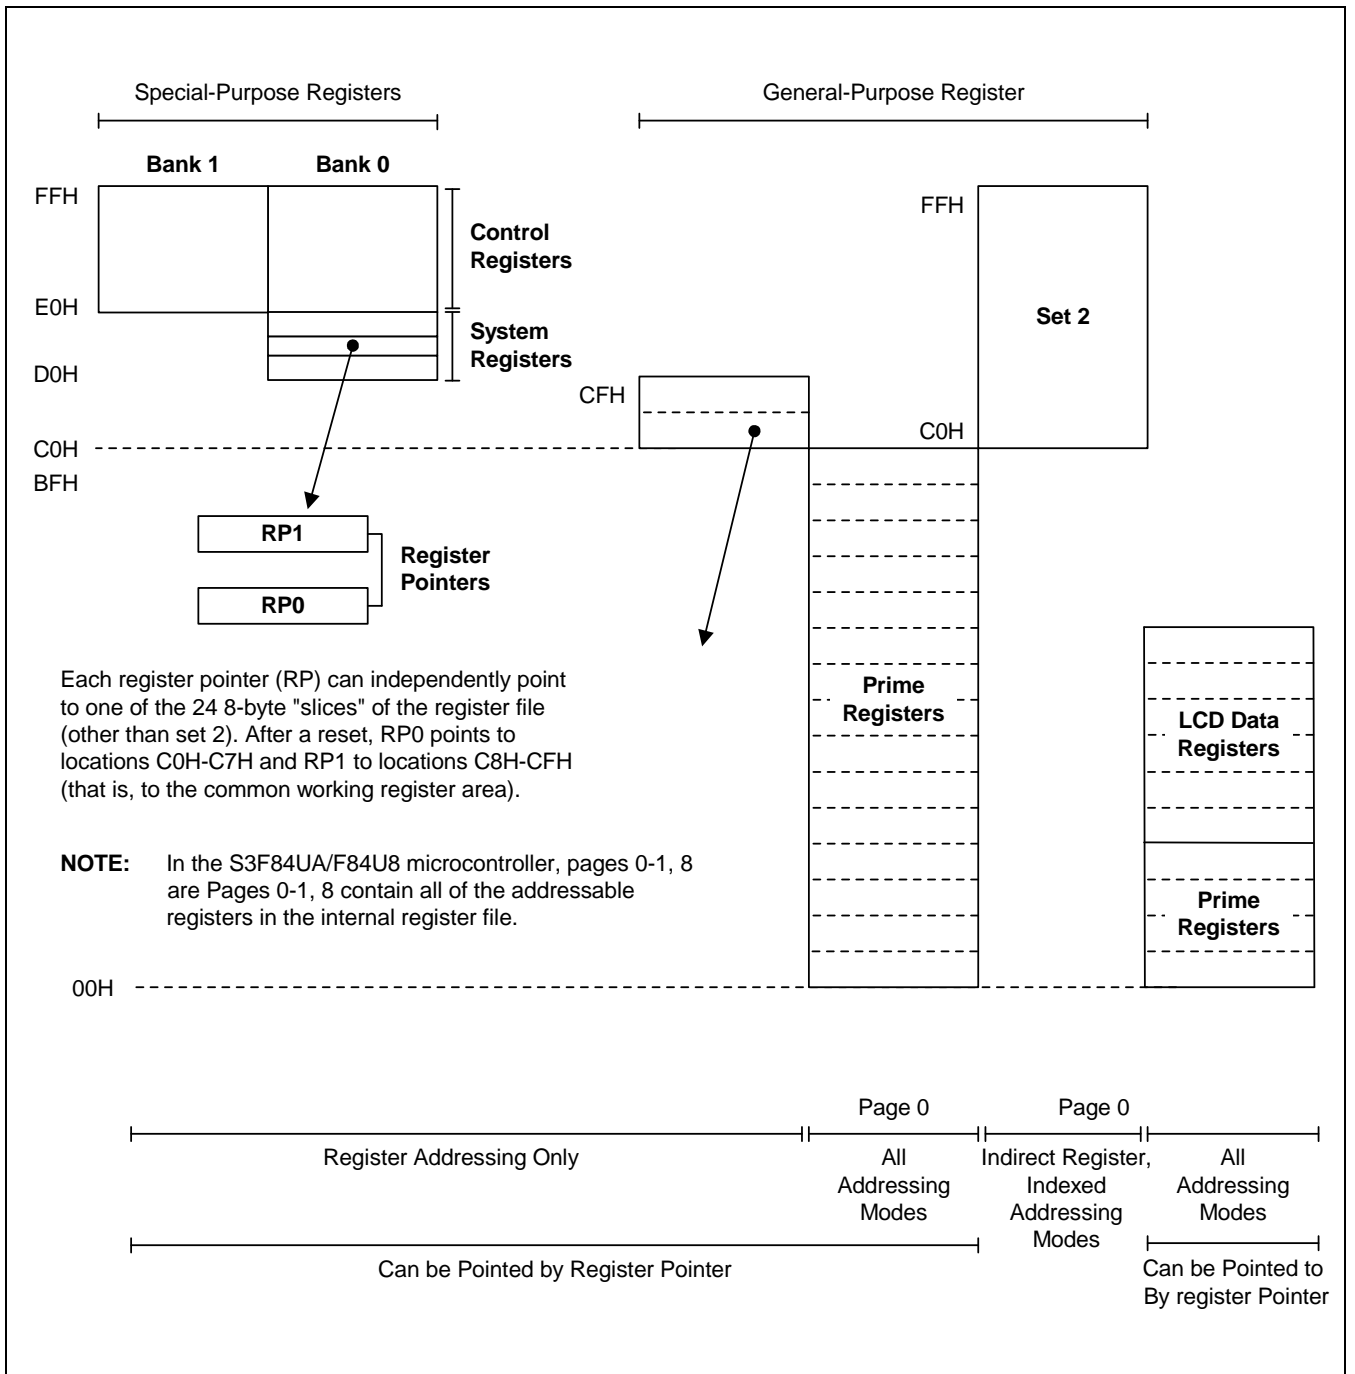 Special-Purpose Registers
General-Purpose Register
Bank 1
Bank 0
FFH
FFH
Control
Registers
E0H
Set 2
System
Registers
D0H
CFH
C0H
C0H
BFH
RP1
Register
Pointers
RP0
Each register pointer (RP) can independently point
to one of the 24 8-byte "slices" of the register file
(other than set 2). After a reset, RP0 points to
locations C0H-C7H and RP1 to locations C8H-CFH
(that is, to the common working register area).
Prime
Registers
LCD Data
Registers
NOTE: In the S3F84UA/F84U8 microcontroller, pages 0-1, 8
are Pages 0-1, 8 contain all of the addressable
registers in the internal register file.
Prime
Registers
00H
Page 0
Page 0
Register Addressing Only
All
Addressing
Modes
Indirect Register,
Indexed
Addressing
Modes
All
Addressing
Modes
Can be Pointed by Register Pointer
Can be Pointed to
By register Pointer